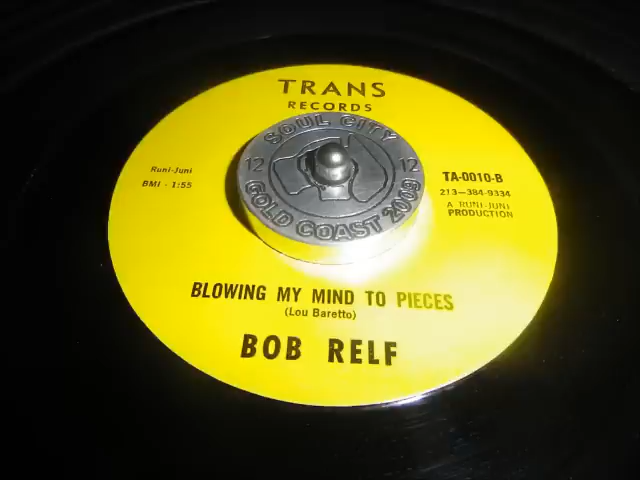 TRANS
RECORDS
SOUL CITY
12 12
GOLD COAST 2009
Runi-Juni
BMI - 1:55
TA-0010-B
213-384-9334
A RUNI-JUNI
PRODUCTION
BLOWING MY MIND TO PIECES
(Lou Baretto)
BOB RELF